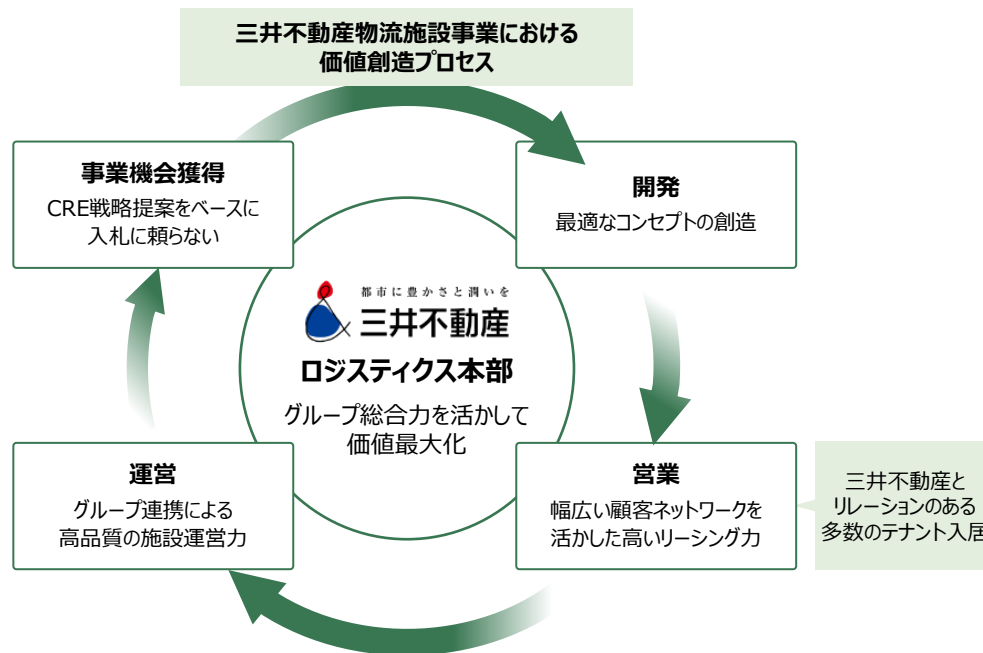 三井不動産物流施設事業における
価値創造プロセス
事業機会獲得
CRE戦略提案をベースに
入札に頼らない
開発
最適なコンセプトの創造
都市に豊かさと潤いを
三井不動産
ロジスティクス本部
グループ総合力を活かして
価値最大化
運営
グループ連携による
高品質の施設運営力
営業
幅広い顧客ネットワークを
活かした高いリーシング力
三井不動産と
リレーションのある
多数のテナント入居